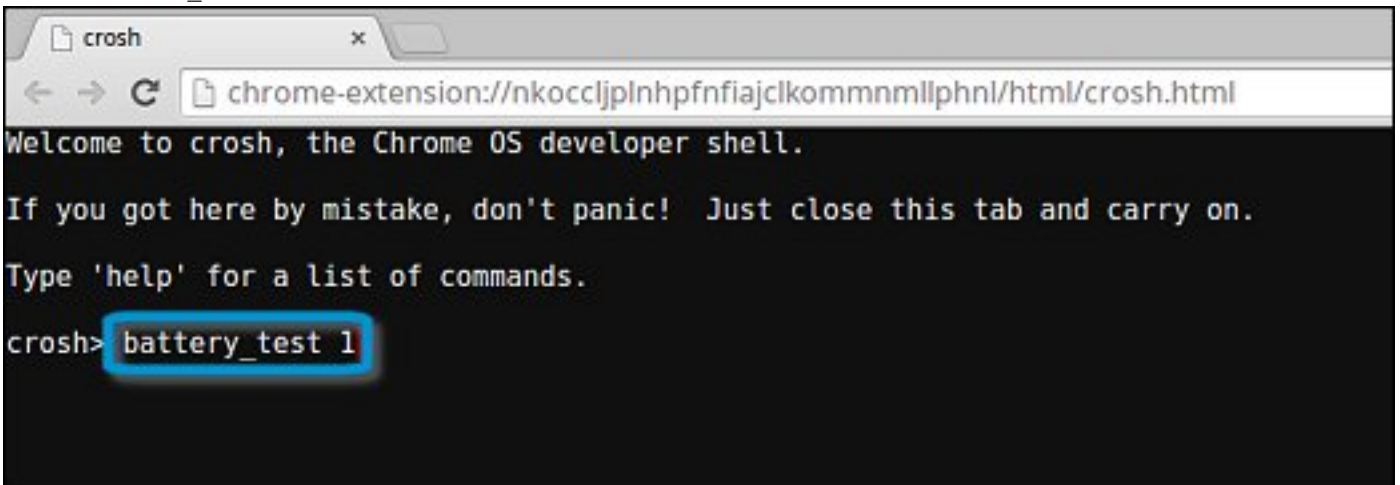 crosh
chrome-extension://nkoccljplnhpfnfiajclkommnmllphnl/html/crosh.html
Welcome to crosh, the Chrome OS developer shell.
If you got here by mistake, don't panic!  Just close this tab and carry on.
Type 'help' for a list of commands.
crosh> battery_test 1